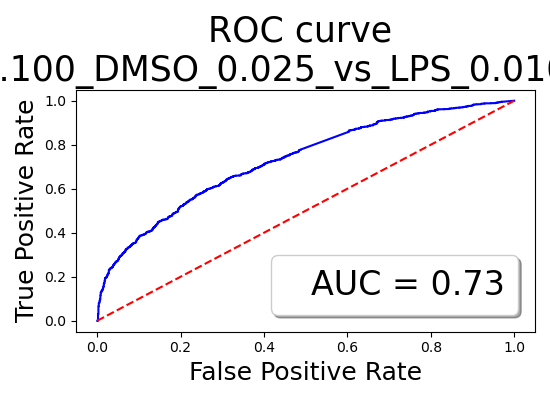 ROC curve
.100_DMSO_0.025_vs_LPS_0.010
1.0
0.8
0.6
0.4
0.2
0.0
True Positive Rate
AUC = 0.73
0.0 0.2 0.4 0.6 0.8 1.0
False Positive Rate